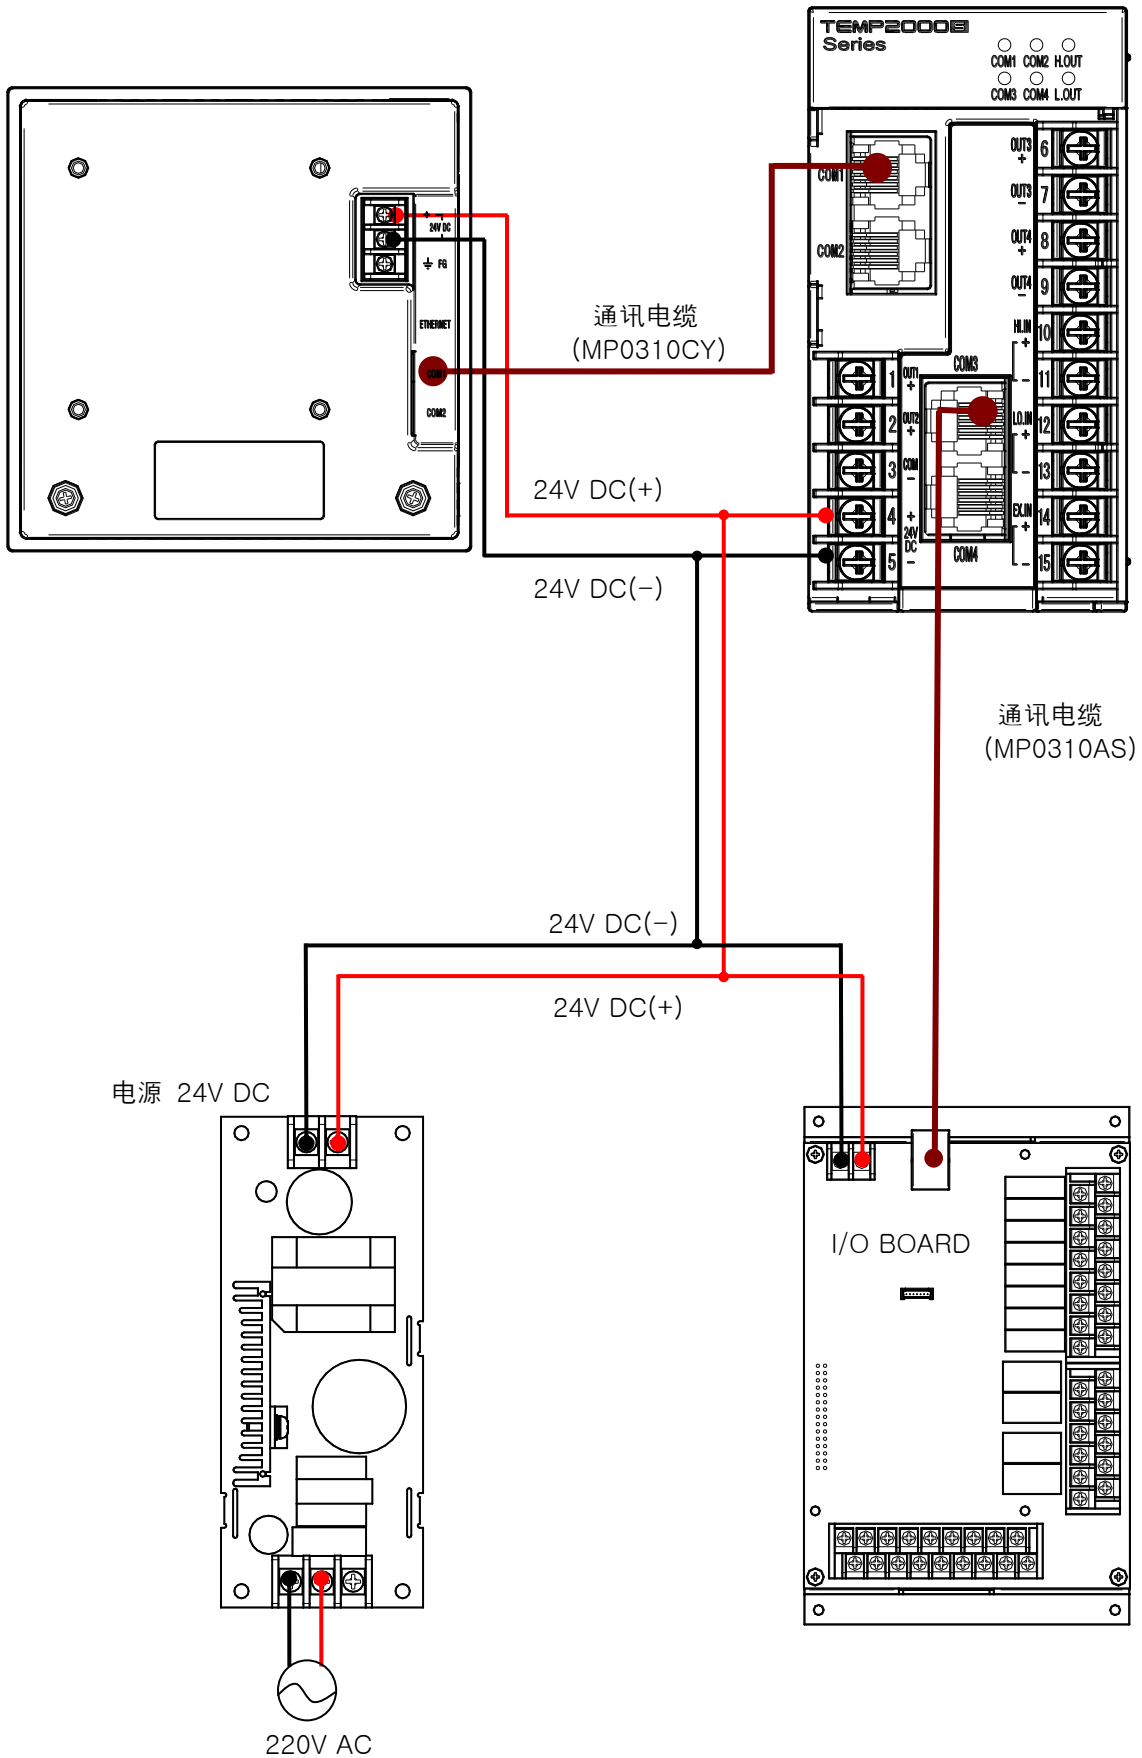 TEMP2000S
Series
COM1 COM2 H.OUT
COM3 COM4 L.OUT
COM1
COM2
OUT3
+
6
OUT3
-
7
OUT4
+
8
OUT4
-
9
HI.IN
+
10
-
11
LO.IN
12
+
-
13
EX.IN
14
+
-
15
COM3
COM4
1
OUT1
+
2
OUT2
+
3
COM
-
4
+
24V
DC
5
-
+
24V DC
-
FG
ETHERNET
COM1
COM2
通讯电缆
(MP0310CY)
24V DC(+)
24V DC(-)
通讯电缆
(MP0310AS)
24V DC(-)
24V DC(+)
电源 24V DC
I/O BOARD
220V AC